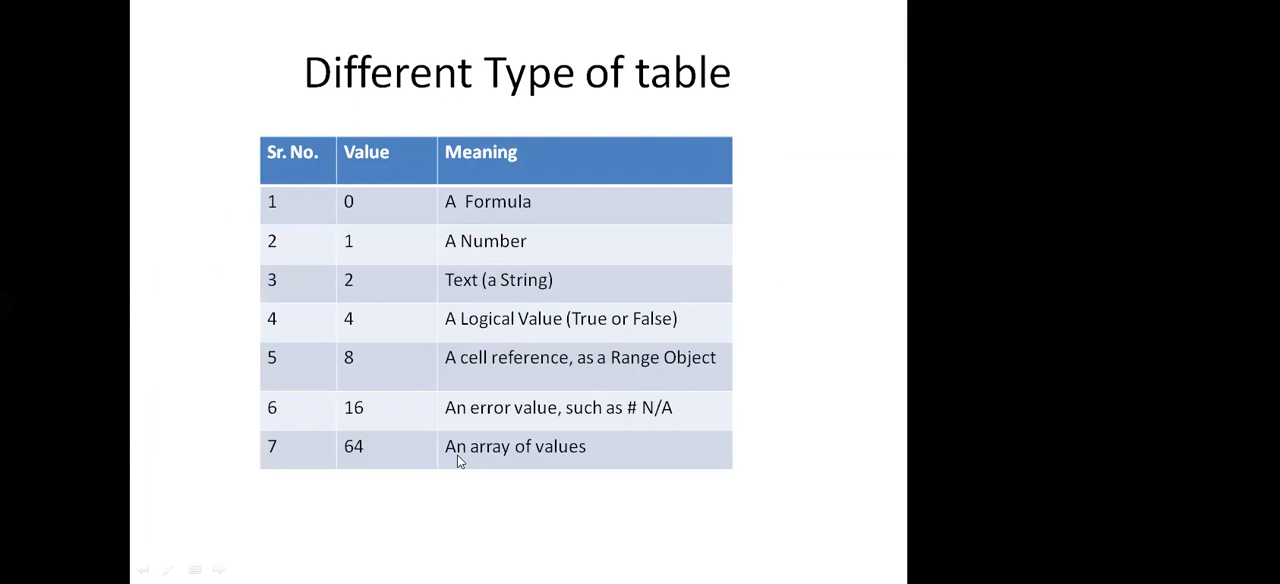 Different Type of table
Sr. No. Value Meaning
1 0 A Formula
2 1 A Number
3 2 Text (a String)
4 4 A Logical Value (True or False)
5 8 A cell reference, as a Range Object
6 16 An error value, such as # N/A
7 64 An array of values